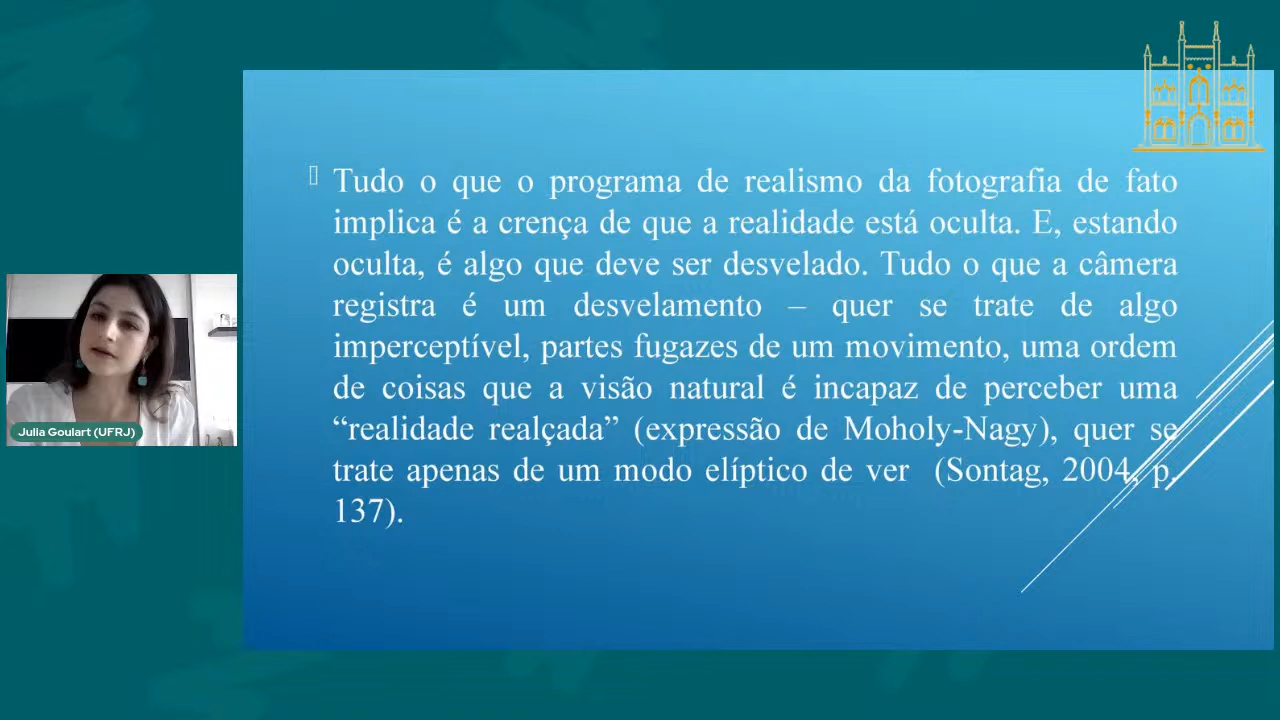 Tudo o que o programa de realismo da fotografia de fato
implica é a crença de que a realidade está oculta. E, estando
oculta, é algo que deve ser desvelado. Tudo o que a câmera
registra é um desvelamento – quer se trate de algo
imperceptível, partes fugazes de um movimento, uma ordem
de coisas que a visão natural é incapaz de perceber uma
“realidade realçada” (expressão de Moholy-Nagy), quer se
trate apenas de um modo elíptico de ver (Sontag, 2004, p.
137).
Julia Goulart (UFRJ)